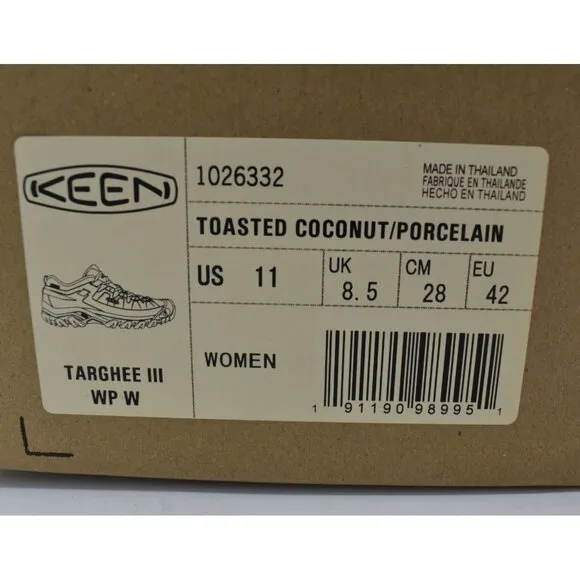 KEEN
1026332
MADE IN THAILAND
FABRIQUE EN THAILANDE
HECHO EN THAILAND
TOASTED COCONUT/PORCELAIN
US 11
UK 8.5
CM 28
EU 42
TARGHEE III
WP W
WOMEN
1 91190 98995 1